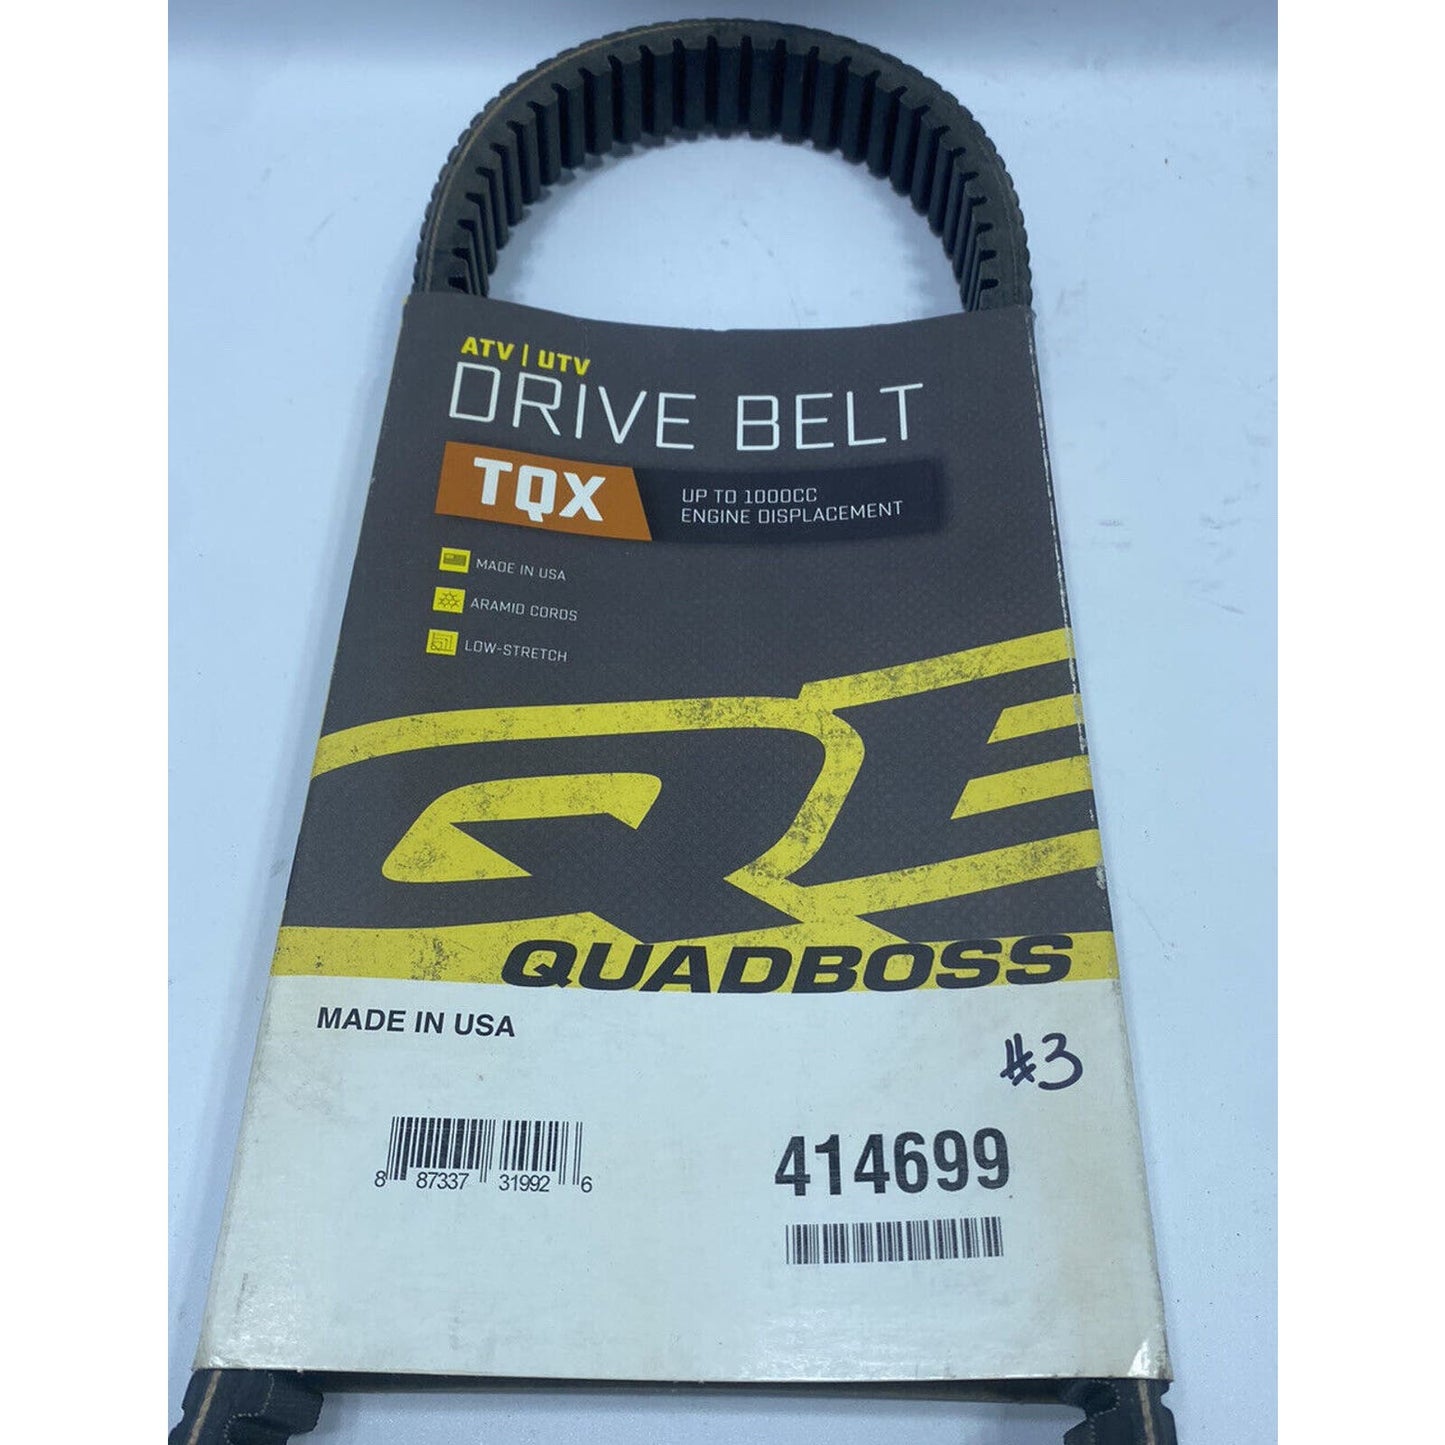 ATV | UTV
DRIVE BELT
TQX
UP TO 1000CC
ENGINE DISPLACEMENT
MADE IN USA
ARAMID CORDS
LOW-STRETCH
QUADBOSS
MADE IN USA
#3
8 87337 31992 6
414699